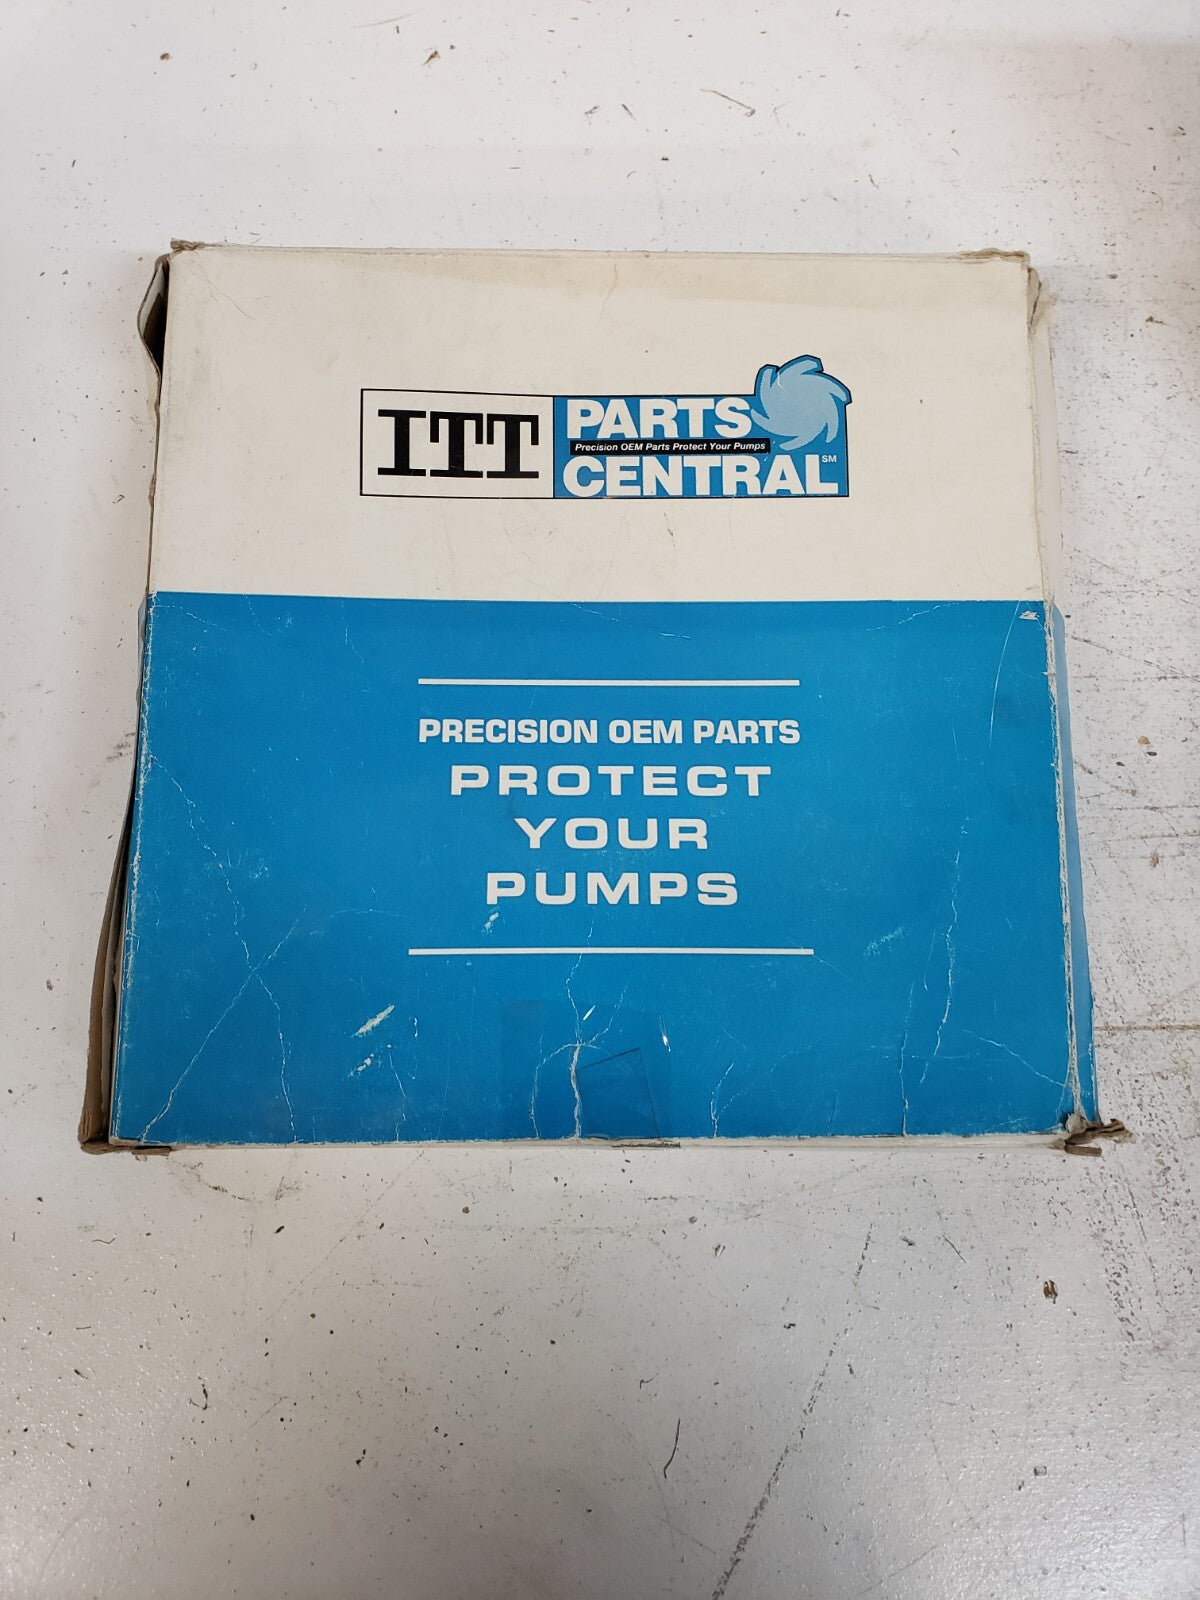 ITT
PARTS
Precision OEM Parts Protect Your Pumps
CENTRAL SM
PRECISION OEM PARTS
PROTECT
YOUR
PUMPS